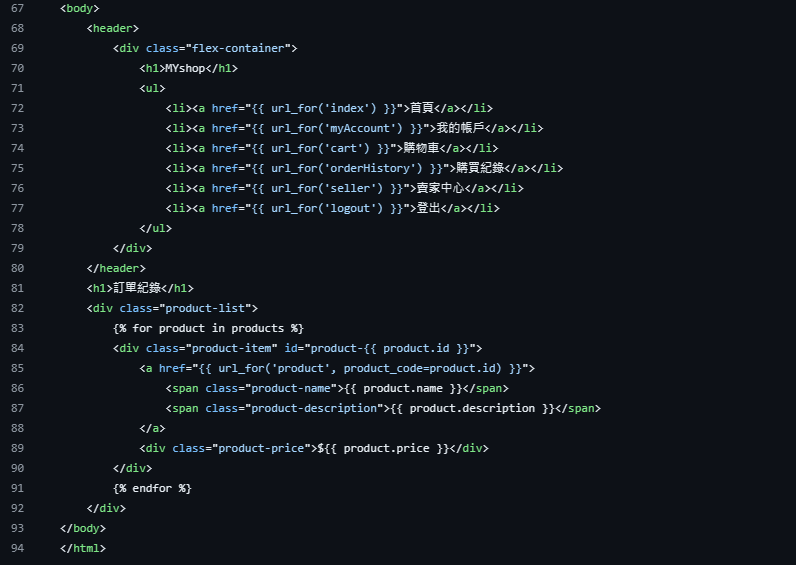 67 <body>
68 <header>
69 <div class="flex-container">
70 <h1>MYshop</h1>
71 <ul>
72 <li><a href="{{ url_for('index') }}">首頁</a></li>
73 <li><a href="{{ url_for('myAccount') }}">我的帳戶</a></li>
74 <li><a href="{{ url_for('cart') }}">購物車</a></li>
75 <li><a href="{{ url_for('orderHistory') }}">購買紀錄</a></li>
76 <li><a href="{{ url_for('seller') }}">賣家中心</a></li>
77 <li><a href="{{ url_for('logout') }}">登出</a></li>
78 </ul>
79 </div>
80 </header>
81 <h1>訂單紀錄</h1>
82 <div class="product-list">
83 {% for product in products %}
84 <div class="product-item" id="product-{{ product.id }}">
85 <a href="{{ url_for('product', product_code=product.id) }}">
86 <span class="product-name">{{ product.name }}</span>
87 <span class="product-description">{{ product.description }}</span>
88 </a>
89 <div class="product-price">${{ product.price }}</div>
90 </div>
91 {% endfor %}
92 </div>
93 </body>
94 </html>